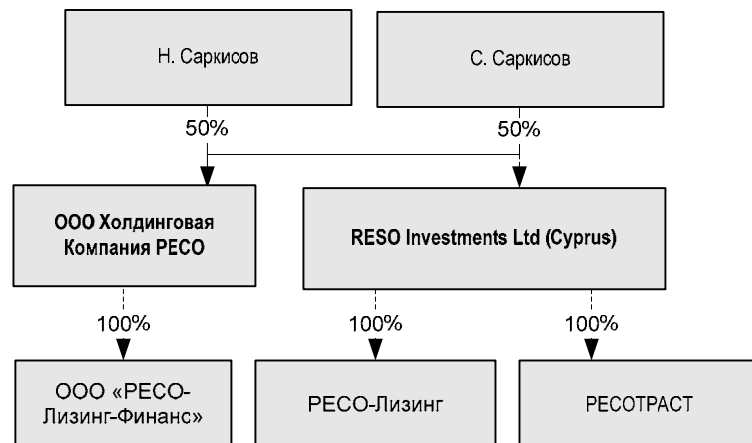 Н. Саркисов
С. Саркисов
50%
50%
ООО Холдинговая
Компания РЕСО
RESO Investments Ltd (Cyprus)
100%
100%
100%
ООО «РЕСО-
Лизинг-Финанс»
РЕСО-Лизинг
РЕСОТРАСТ